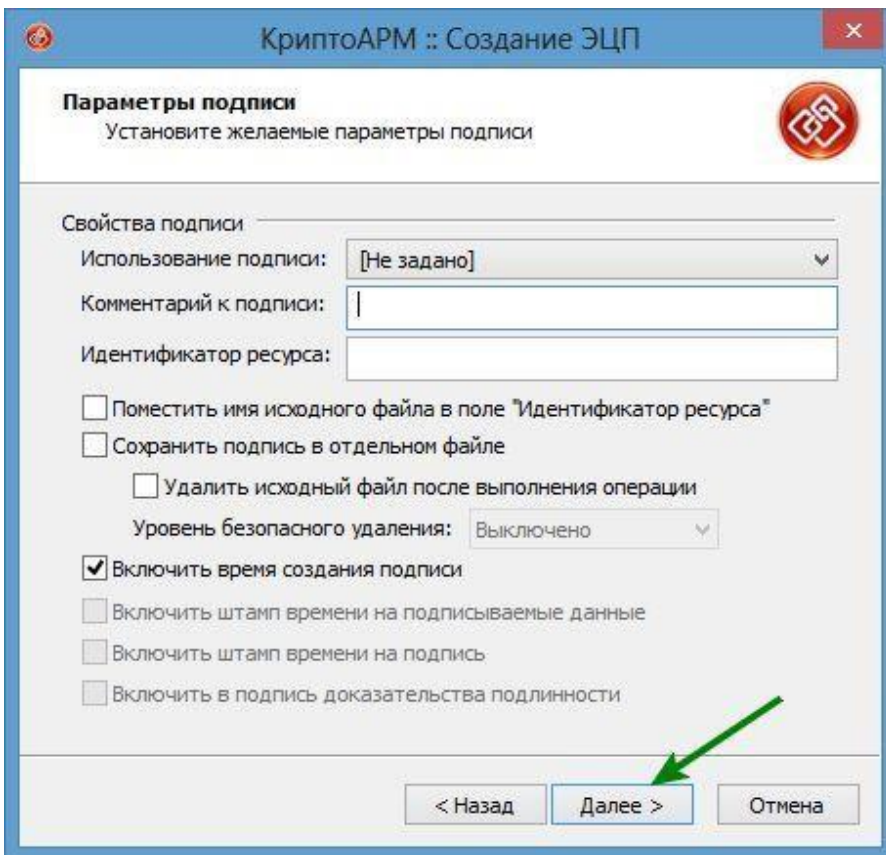 КриптоАРМ :: Создание ЭЦП
Параметры подписи
Установите желаемые параметры подписи
Свойства подписи
Использование подписи: [Не задано]
Комментарий к подписи:
Идентификатор ресурса:
Поместить имя исходного файла в поле "Идентификатор ресурса"
Сохранить подпись в отдельном файле
Удалить исходный файл после выполнения операции
Уровень безопасного удаления: Выключено
Включить время создания подписи
Включить штамп времени на подписываемые данные
Включить штамп времени на подпись
Включить в подпись доказательства подлинности
< Назад Далее > Отмена